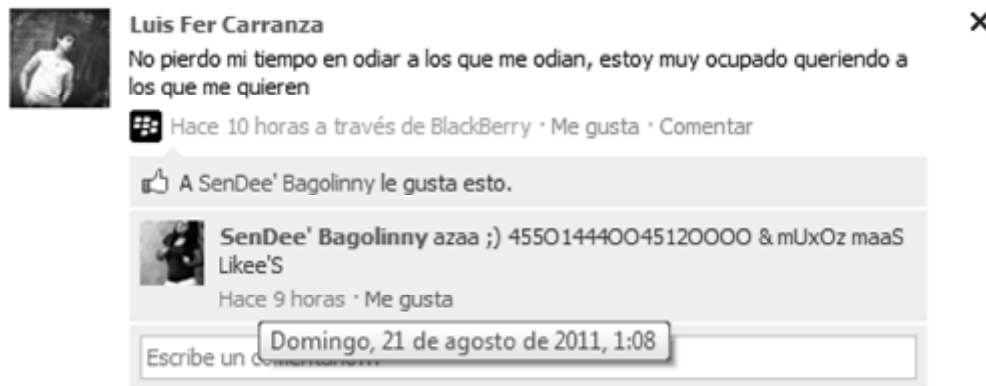 Luis Fer Carranza
No pierdo mi tiempo en odiar a los que me odian, estoy muy ocupado queriendo a
los que me quieren
Hace 10 horas a través de BlackBerry · Me gusta · Comentar
A SenDee' Bagolinny le gusta esto.
SenDee' Bagolinny azaa ;) 455O1444OO4512OOOO & mUxOz maaS
Likee'S
Hace 9 horas · Me gusta
Domingo, 21 de agosto de 2011, 1:08
Escribe un